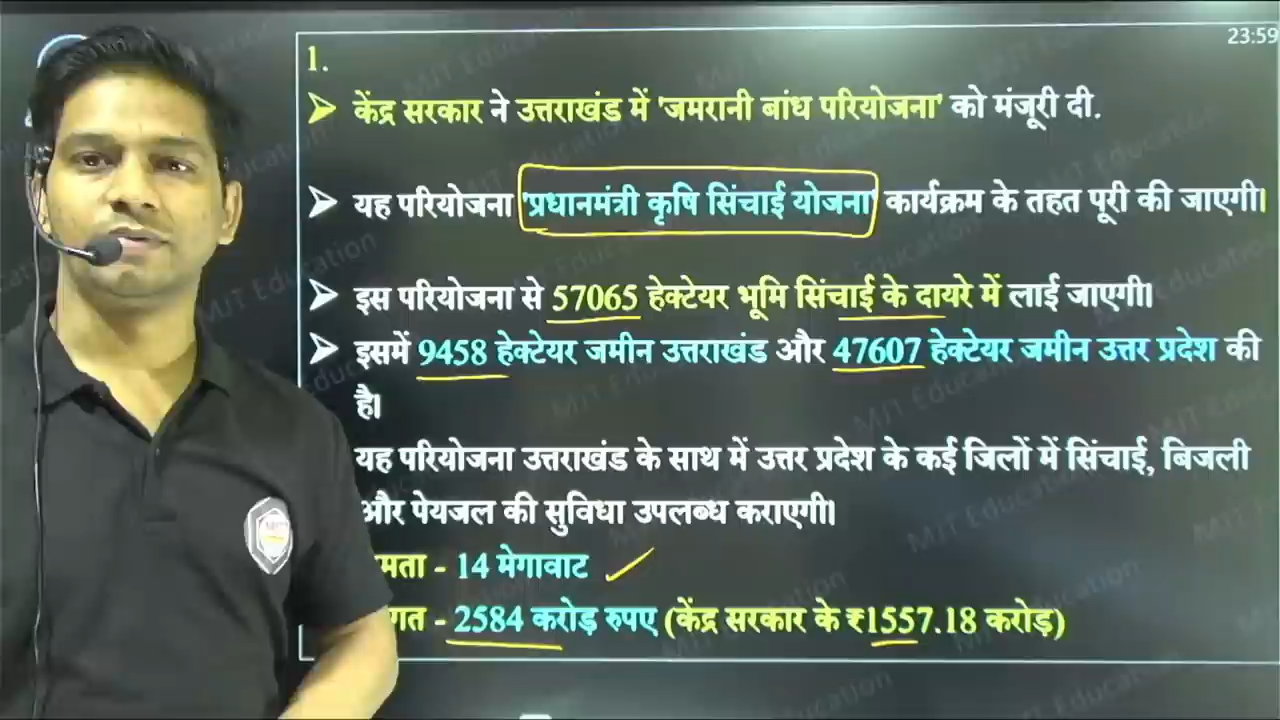 23:59
1.
केंद्र सरकार ने उत्तराखंड में 'जमरानी बांध परियोजना' को मंजूरी दी.
यह परियोजना 'प्रधानमंत्री कृषि सिंचाई योजना' कार्यक्रम के तहत पूरी की जाएगी।
इस परियोजना से 57065 हेक्टेयर भूमि सिंचाई के दायरे में लाई जाएगी।
इसमें 9458 हेक्टेयर जमीन उत्तराखंड और 47607 हेक्टेयर जमीन उत्तर प्रदेश की
है।
यह परियोजना उत्तराखंड के साथ में उत्तर प्रदेश के कई जिलों में सिंचाई, बिजली
और पेयजल की सुविधा उपलब्ध कराएगी।
मता - 14 मेगावाट
गत - 2584 करोड़ रुपए (केंद्र सरकार के ₹1557.18 करोड़)
MJT Education